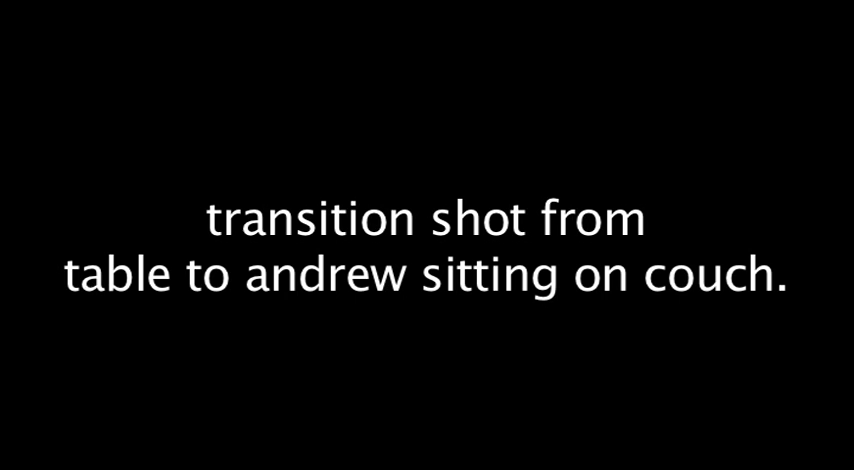 transition shot from
table to andrew sitting on couch.